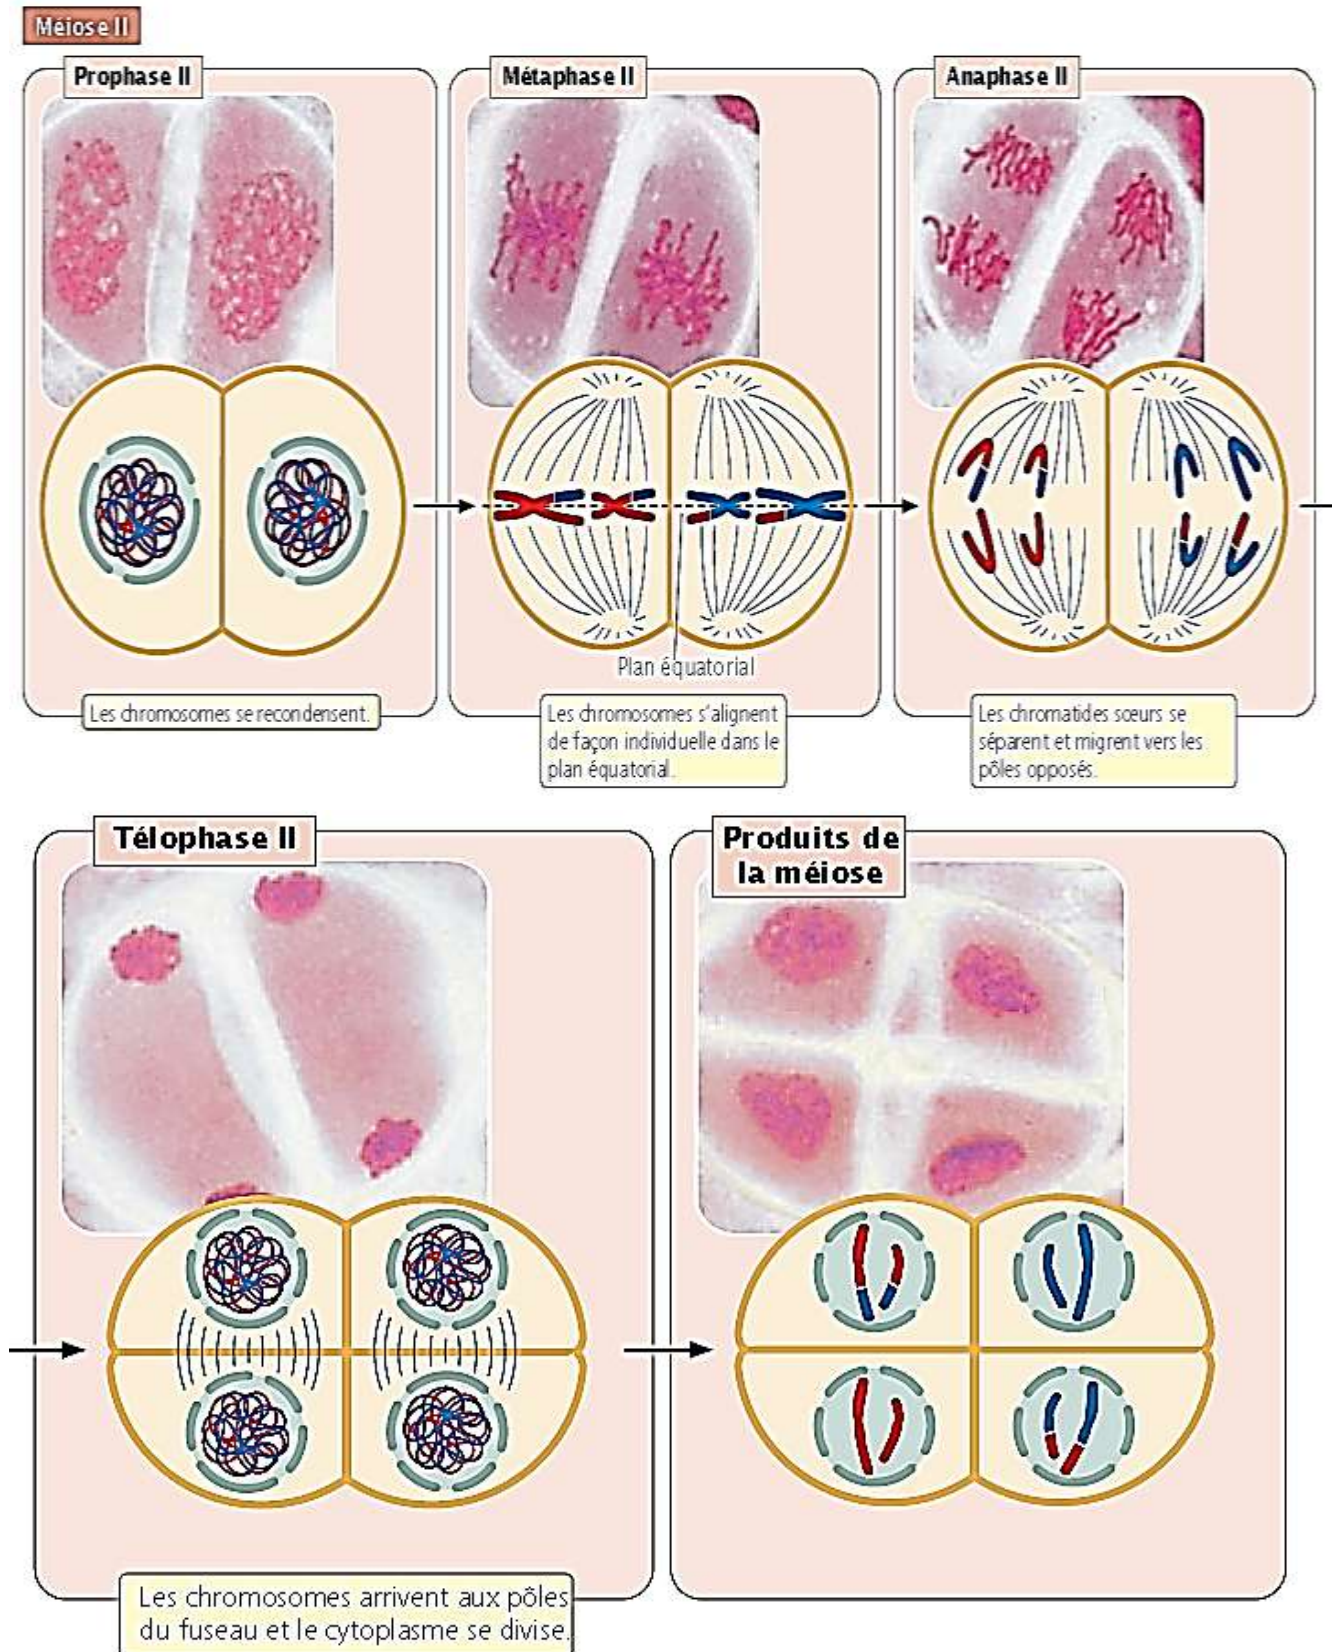 Méiose II
Prophase II
Métaphase II
Anaphase II
Plan équatorial
Les chromosomes se recondensent.
Les chromosomes s'alignent
de façon individuelle dans le
plan équatorial.
Les chromatides sœurs se
séparent et migrent vers les
pôles opposés.
Télophase II
Produits de
la méiose
Les chromosomes arrivent aux pôles
du fuseau et le cytoplasme se divise.